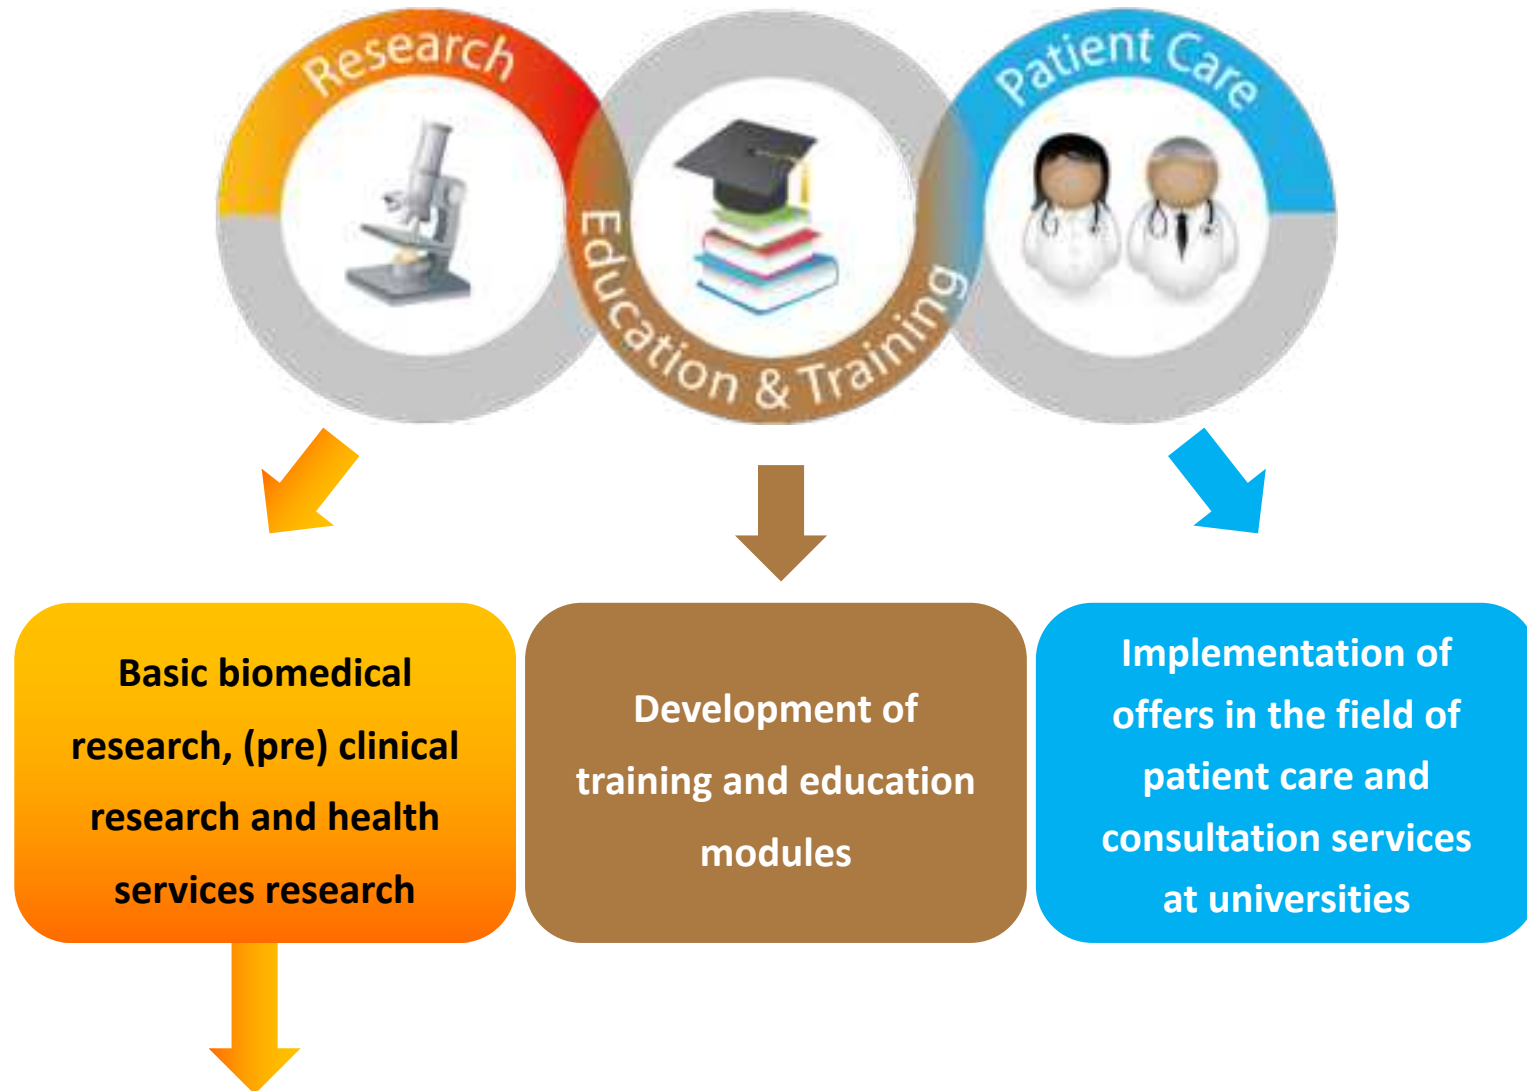 Research
Education & Training
Patient Care
Basic biomedical
research, (pre) clinical
research and health
services research
Development of
training and education
modules
Implementation of
offers in the field of
patient care and
consultation services
at universities